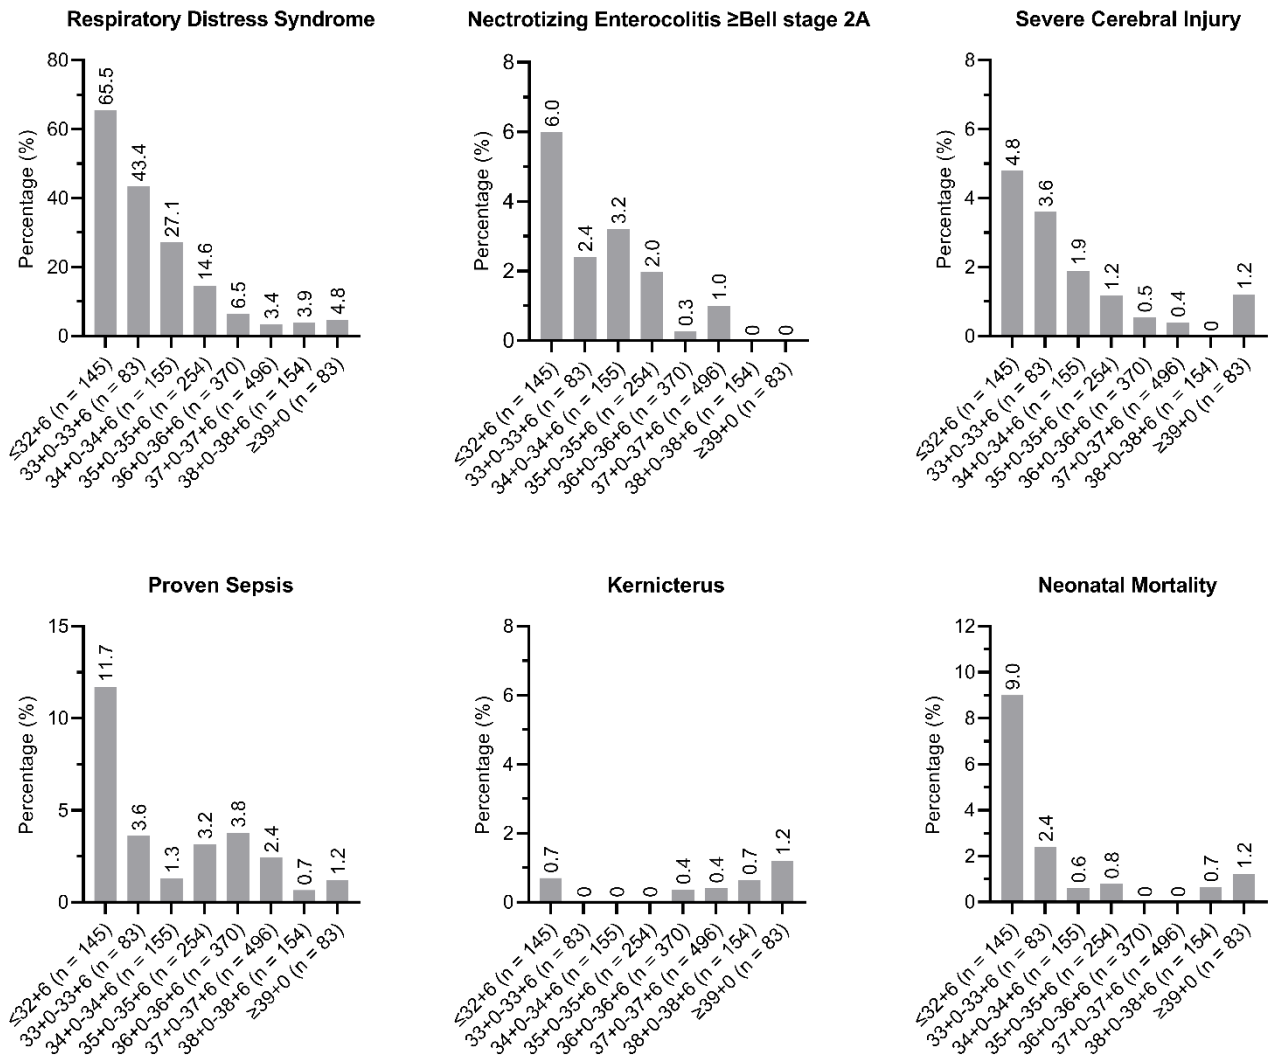 Respiratory Distress Syndrome
Percentage (%)
80
60
40
20
0
65.5
43.4
27.1
14.6
6.5
3.4
3.9
4.8
≤32+6 (n = 145)
33+0-33+6 (n = 83)
34+0-34+6 (n = 155)
35+0-35+6 (n = 254)
36+0-36+6 (n = 370)
37+0-37+6 (n = 496)
38+0-38+6 (n = 154)
≥39+0 (n = 83)
Nectrotizing Enterocolitis ≥Bell stage 2A
Percentage (%)
8
6
4
2
0
6.0
2.4
3.2
2.0
0.3
1.0
0
0
≤32+6 (n = 145)
33+0-33+6 (n = 83)
34+0-34+6 (n = 155)
35+0-35+6 (n = 254)
36+0-36+6 (n = 370)
37+0-37+6 (n = 496)
38+0-38+6 (n = 154)
≥39+0 (n = 83)
Severe Cerebral Injury
Percentage (%)
8
6
4
2
0
4.8
3.6
1.9
1.2
0.5
0.4
0
1.2
≤32+6 (n = 145)
33+0-33+6 (n = 83)
34+0-34+6 (n = 155)
35+0-35+6 (n = 254)
36+0-36+6 (n = 370)
37+0-37+6 (n = 496)
38+0-38+6 (n = 154)
≥39+0 (n = 83)
Proven Sepsis
Percentage (%)
15
10
5
0
11.7
3.6
1.3
3.2
3.8
2.4
0.7
1.2
≤32+6 (n = 145)
33+0-33+6 (n = 83)
34+0-34+6 (n = 155)
35+0-35+6 (n = 254)
36+0-36+6 (n = 370)
37+0-37+6 (n = 496)
38+0-38+6 (n = 154)
≥39+0 (n = 83)
Kernicterus
Percentage (%)
8
6
4
2
0
0.7
0
0
0
0.4
0.4
0.7
1.2
≤32+6 (n = 145)
33+0-33+6 (n = 83)
34+0-34+6 (n = 155)
35+0-35+6 (n = 254)
36+0-36+6 (n = 370)
37+0-37+6 (n = 496)
38+0-38+6 (n = 154)
≥39+0 (n = 83)
Neonatal Mortality
Percentage (%)
12
10
8
6
4
2
0
9.0
2.4
0.6
0.8
0
0
0.7
1.2
≤32+6 (n = 145)
33+0-33+6 (n = 83)
34+0-34+6 (n = 155)
35+0-35+6 (n = 254)
36+0-36+6 (n = 370)
37+0-37+6 (n = 496)
38+0-38+6 (n = 154)
≥39+0 (n = 83)